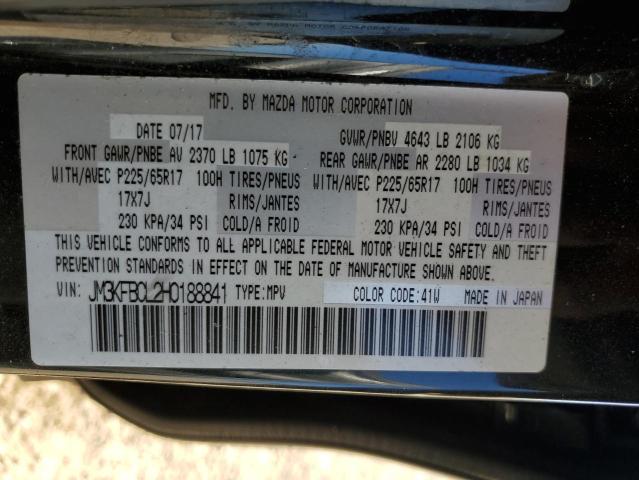 MFD. BY MAZDA MOTOR CORPORATION
DATE 07/17 GVWR/PNBV 4643 LB 2106 KG
FRONT GAWR/PNBE AV 2370 LB 1075 KG REAR GAWR/PNBE AR 2280 LB 1034 KG
WITH/AVEC P225/65R17 100H TIRES/PNEUS WITH/AVEC P225/65R17 100H TIRES/PNEUS
17X7J RIMS/JANTES 17X7J RIMS/JANTES
230 KPA/34 PSI COLD/A FROID 230 KPA/34 PSI COLD/A FROID
THIS VEHICLE CONFORMS TO ALL APPLICABLE FEDERAL MOTOR VEHICLE SAFETY AND THEFT
PREVENTION STANDARDS IN EFFECT ON THE DATE OF MANUFACTURE SHOWN ABOVE.
VIN: JM3KFBCL2H0188841 TYPE:MPV COLOR CODE:41W MADE IN JAPAN